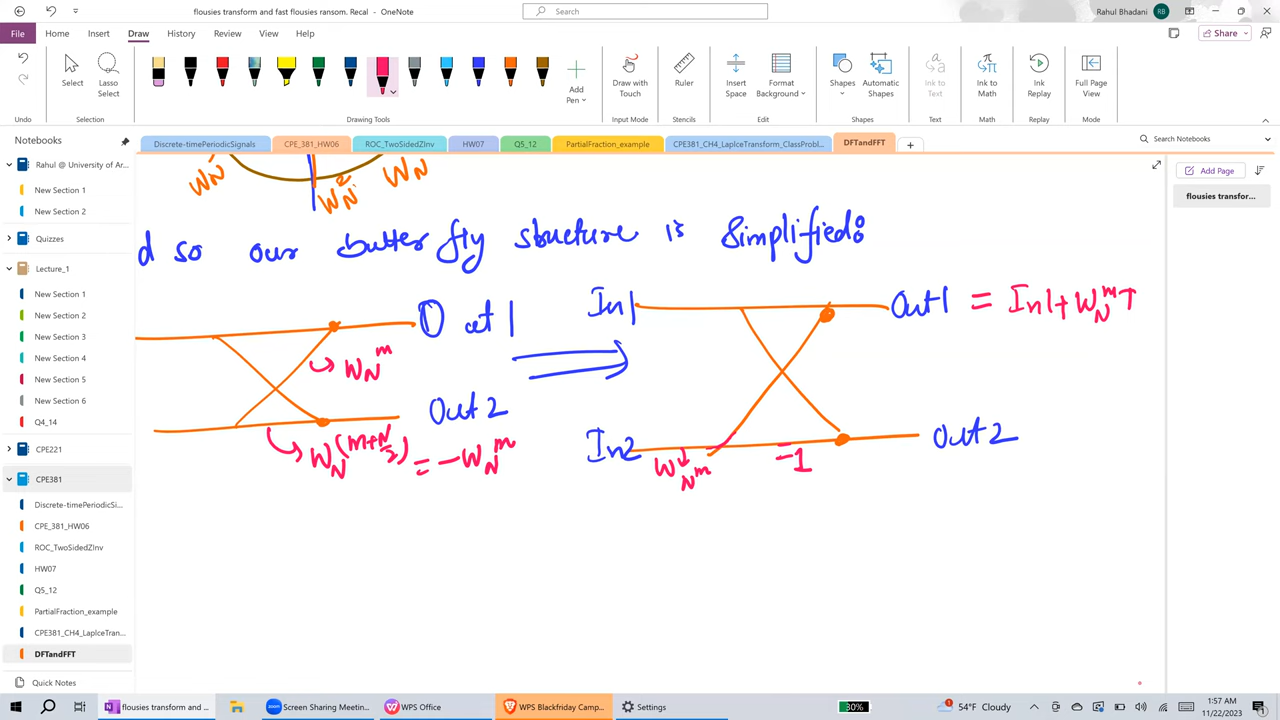 flousies transform and fast flousies ransom. Recal - OneNote
Search
Rahul Bhadani
RB
File
Home
Insert
Draw
History
Review
View
Help
Share
Undo
Select
Lasso Select
Add Pen
Draw with Touch
Ruler
Insert Space
Format Background
Shapes
Automatic Shapes
Ink to Text
Ink to Math
Ink Replay
Full Page View
Undo
Selection
Drawing Tools
Input Mode
Stencils
Edit
Shapes
Text
Math
Replay
Mode
Notebooks
Discrete-timePeriodicSignals
CPE_381_HW06
ROC_TwoSidedZInv
HW07
Q5_12
PartialFraction_example
CPE381_CH4_LaplceTransform_ClassProbl...
DFTandFFT
Search Notebooks
Add Page
flousies transfor...
Rahul @ University of Ar...
New Section 1
New Section 2
Quizzes
Lecture_1
New Section 1
New Section 2
New Section 3
New Section 4
New Section 5
New Section 6
Q4_14
CPE221
CPE381
Discrete-timePeriodicSi...
CPE_381_HW06
ROC_TwoSidedZInv
HW07
Q5_12
PartialFraction_example
CPE381_CH4_LaplceTran...
DFTandFFT
Quick Notes
W_N W_N^2 W_N
d so our butterfly structure is simplified:
In1
Out1 = In1 + W_N^m I
W_N^m
Out2
W_N^(m+N/2) = -W_N^m
In2
W_N^m
-1
Out2
flousies transform and ...
Screen Sharing Meetin...
WPS Office
WPS Blackfriday Camp...
Settings
30%
54°F Cloudy
1:57 AM
11/22/2023